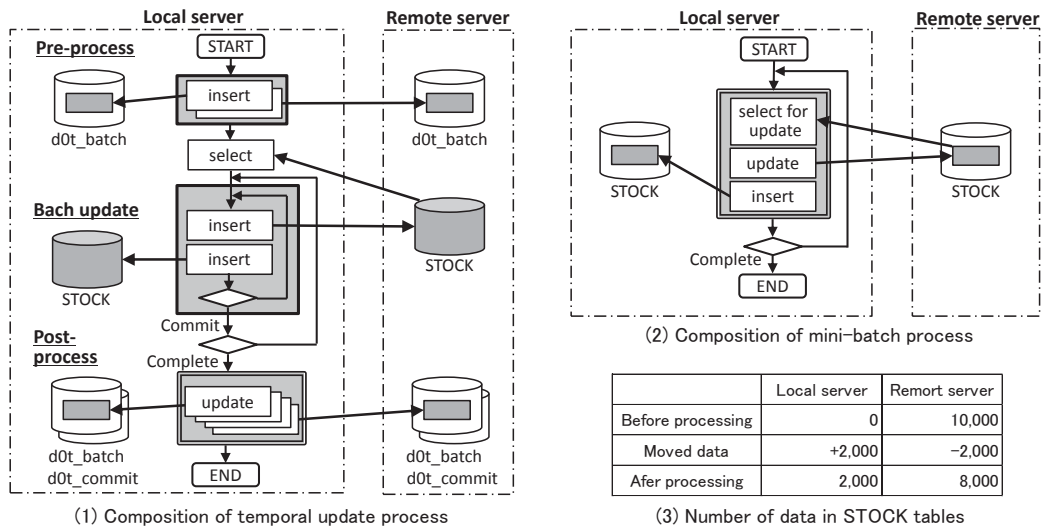 Local server
Remote server
Pre-process
START
insert
d0t_batch
d0t_batch
select
Bach update
insert
insert
STOCK
STOCK
Commit
Post-
process
Complete
update
d0t_batch
d0t_commit
d0t_batch
d0t_commit
END
(1) Composition of temporal update process
Local server
Remote server
START
select for
update
update
insert
STOCK
STOCK
Complete
END
(2) Composition of mini-batch process
Local server Remort server
Before processing 0 10,000
Moved data +2,000 -2,000
Afer processing 2,000 8,000
(3) Number of data in STOCK tables